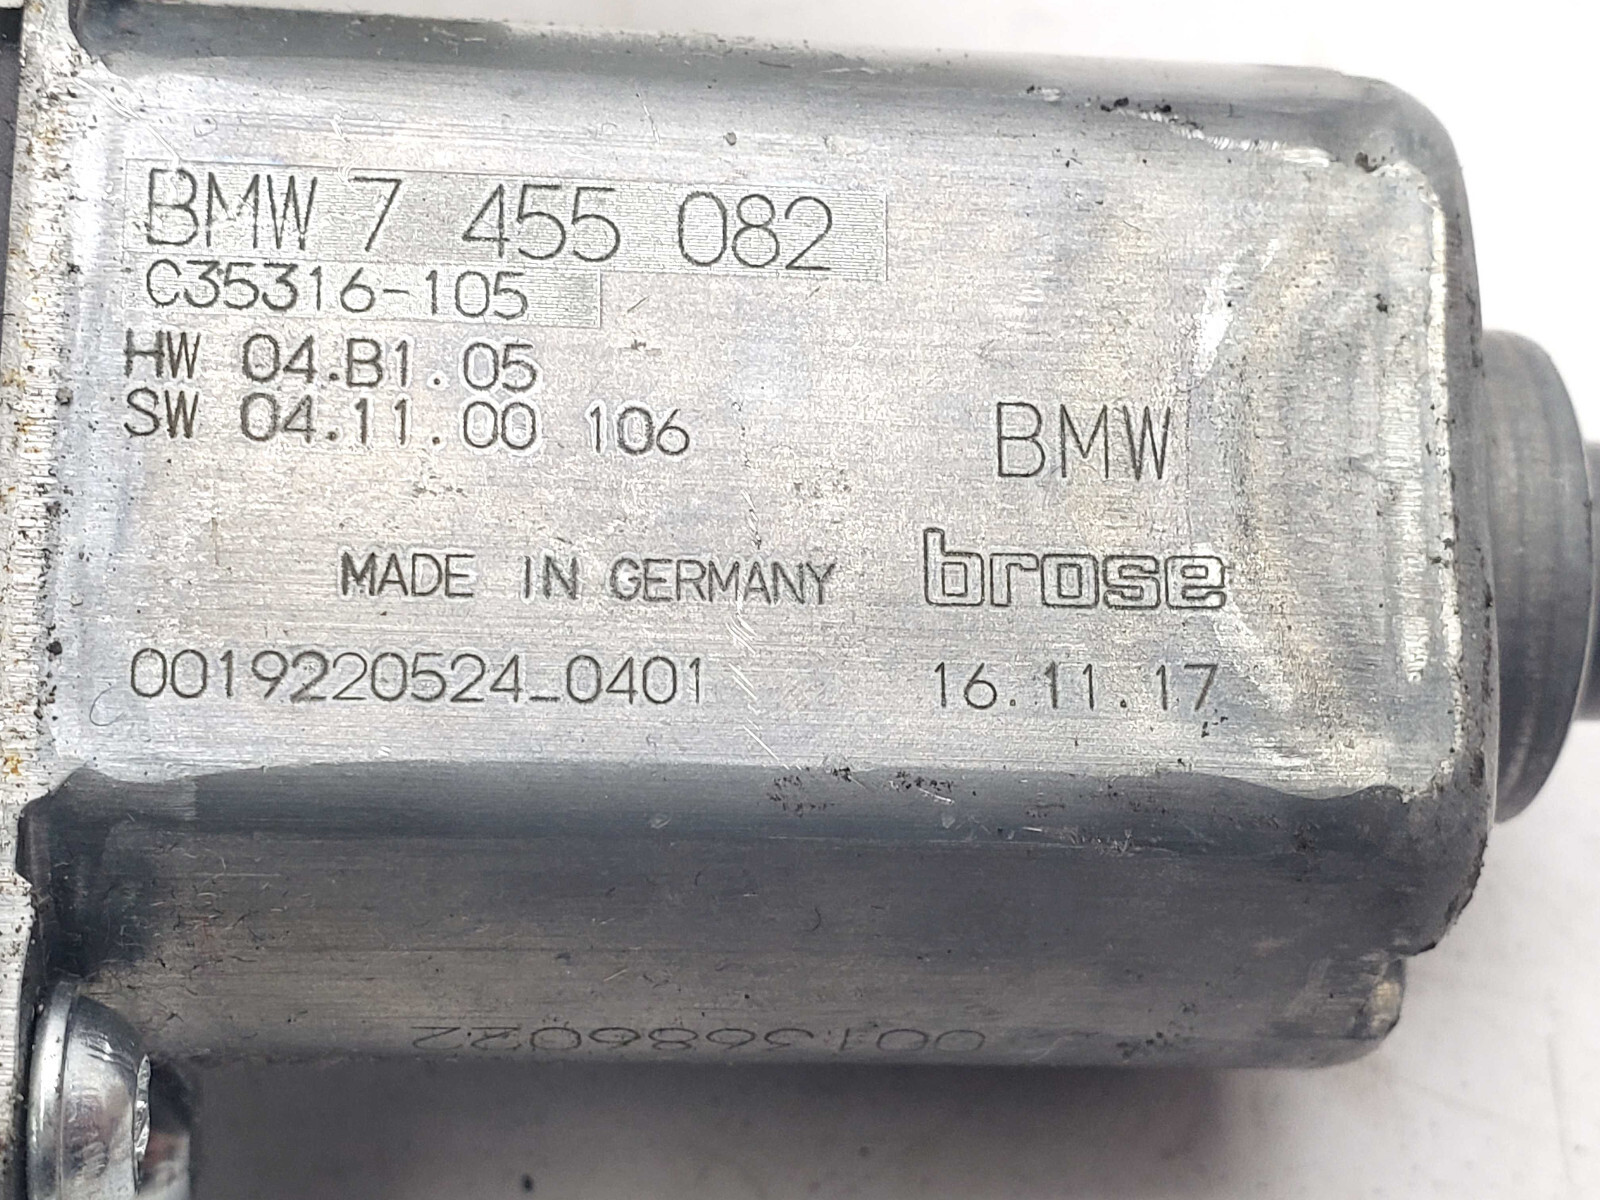 BMW 7 455 082
C35316-105
HW 04.B1.05
SW 04.11.00 106
BMW
MADE IN GERMANY
brose
0019220524_0401
16.11.17
0013686022